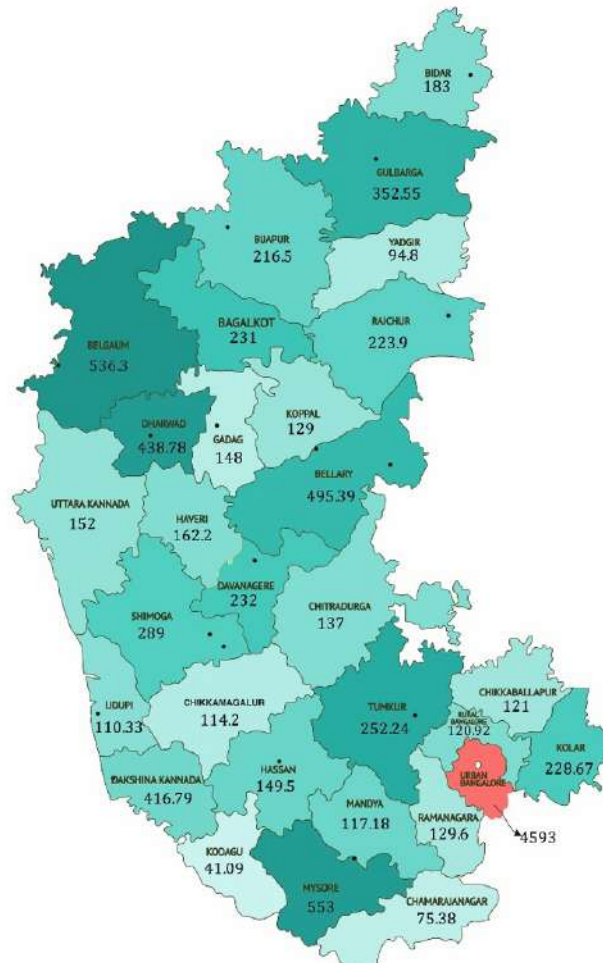 BIDAR
183
GULBARGA
352.55
BIJAPUR
216.5
YADGIR
94.8
BAGALKOT
231
RAICHUR
223.9
BELGAUM
536.3
DHARWAD
438.78
GADAG
148
KOPPAL
129
BELLARY
495.39
UTTARA KANNADA
152
HAVERI
162.2
DAVANAGERE
232
CHITRADURGA
137
SHIMOGA
289
UDUPI
110.33
CHIKKAMAGALUR
114.2
TUMKUR
252.24
CHIKKABALLAPUR
121
RURAL
BANGALORE
120.92
KOLAR
228.67
URBAN
BANGALORE
4593
DAKSHINA KANNADA
416.79
HASSAN
149.5
MANDYA
117.18
RAMANAGARA
129.6
KODAGU
41.09
MYSORE
553
CHAMARAJANAGAR
75.38